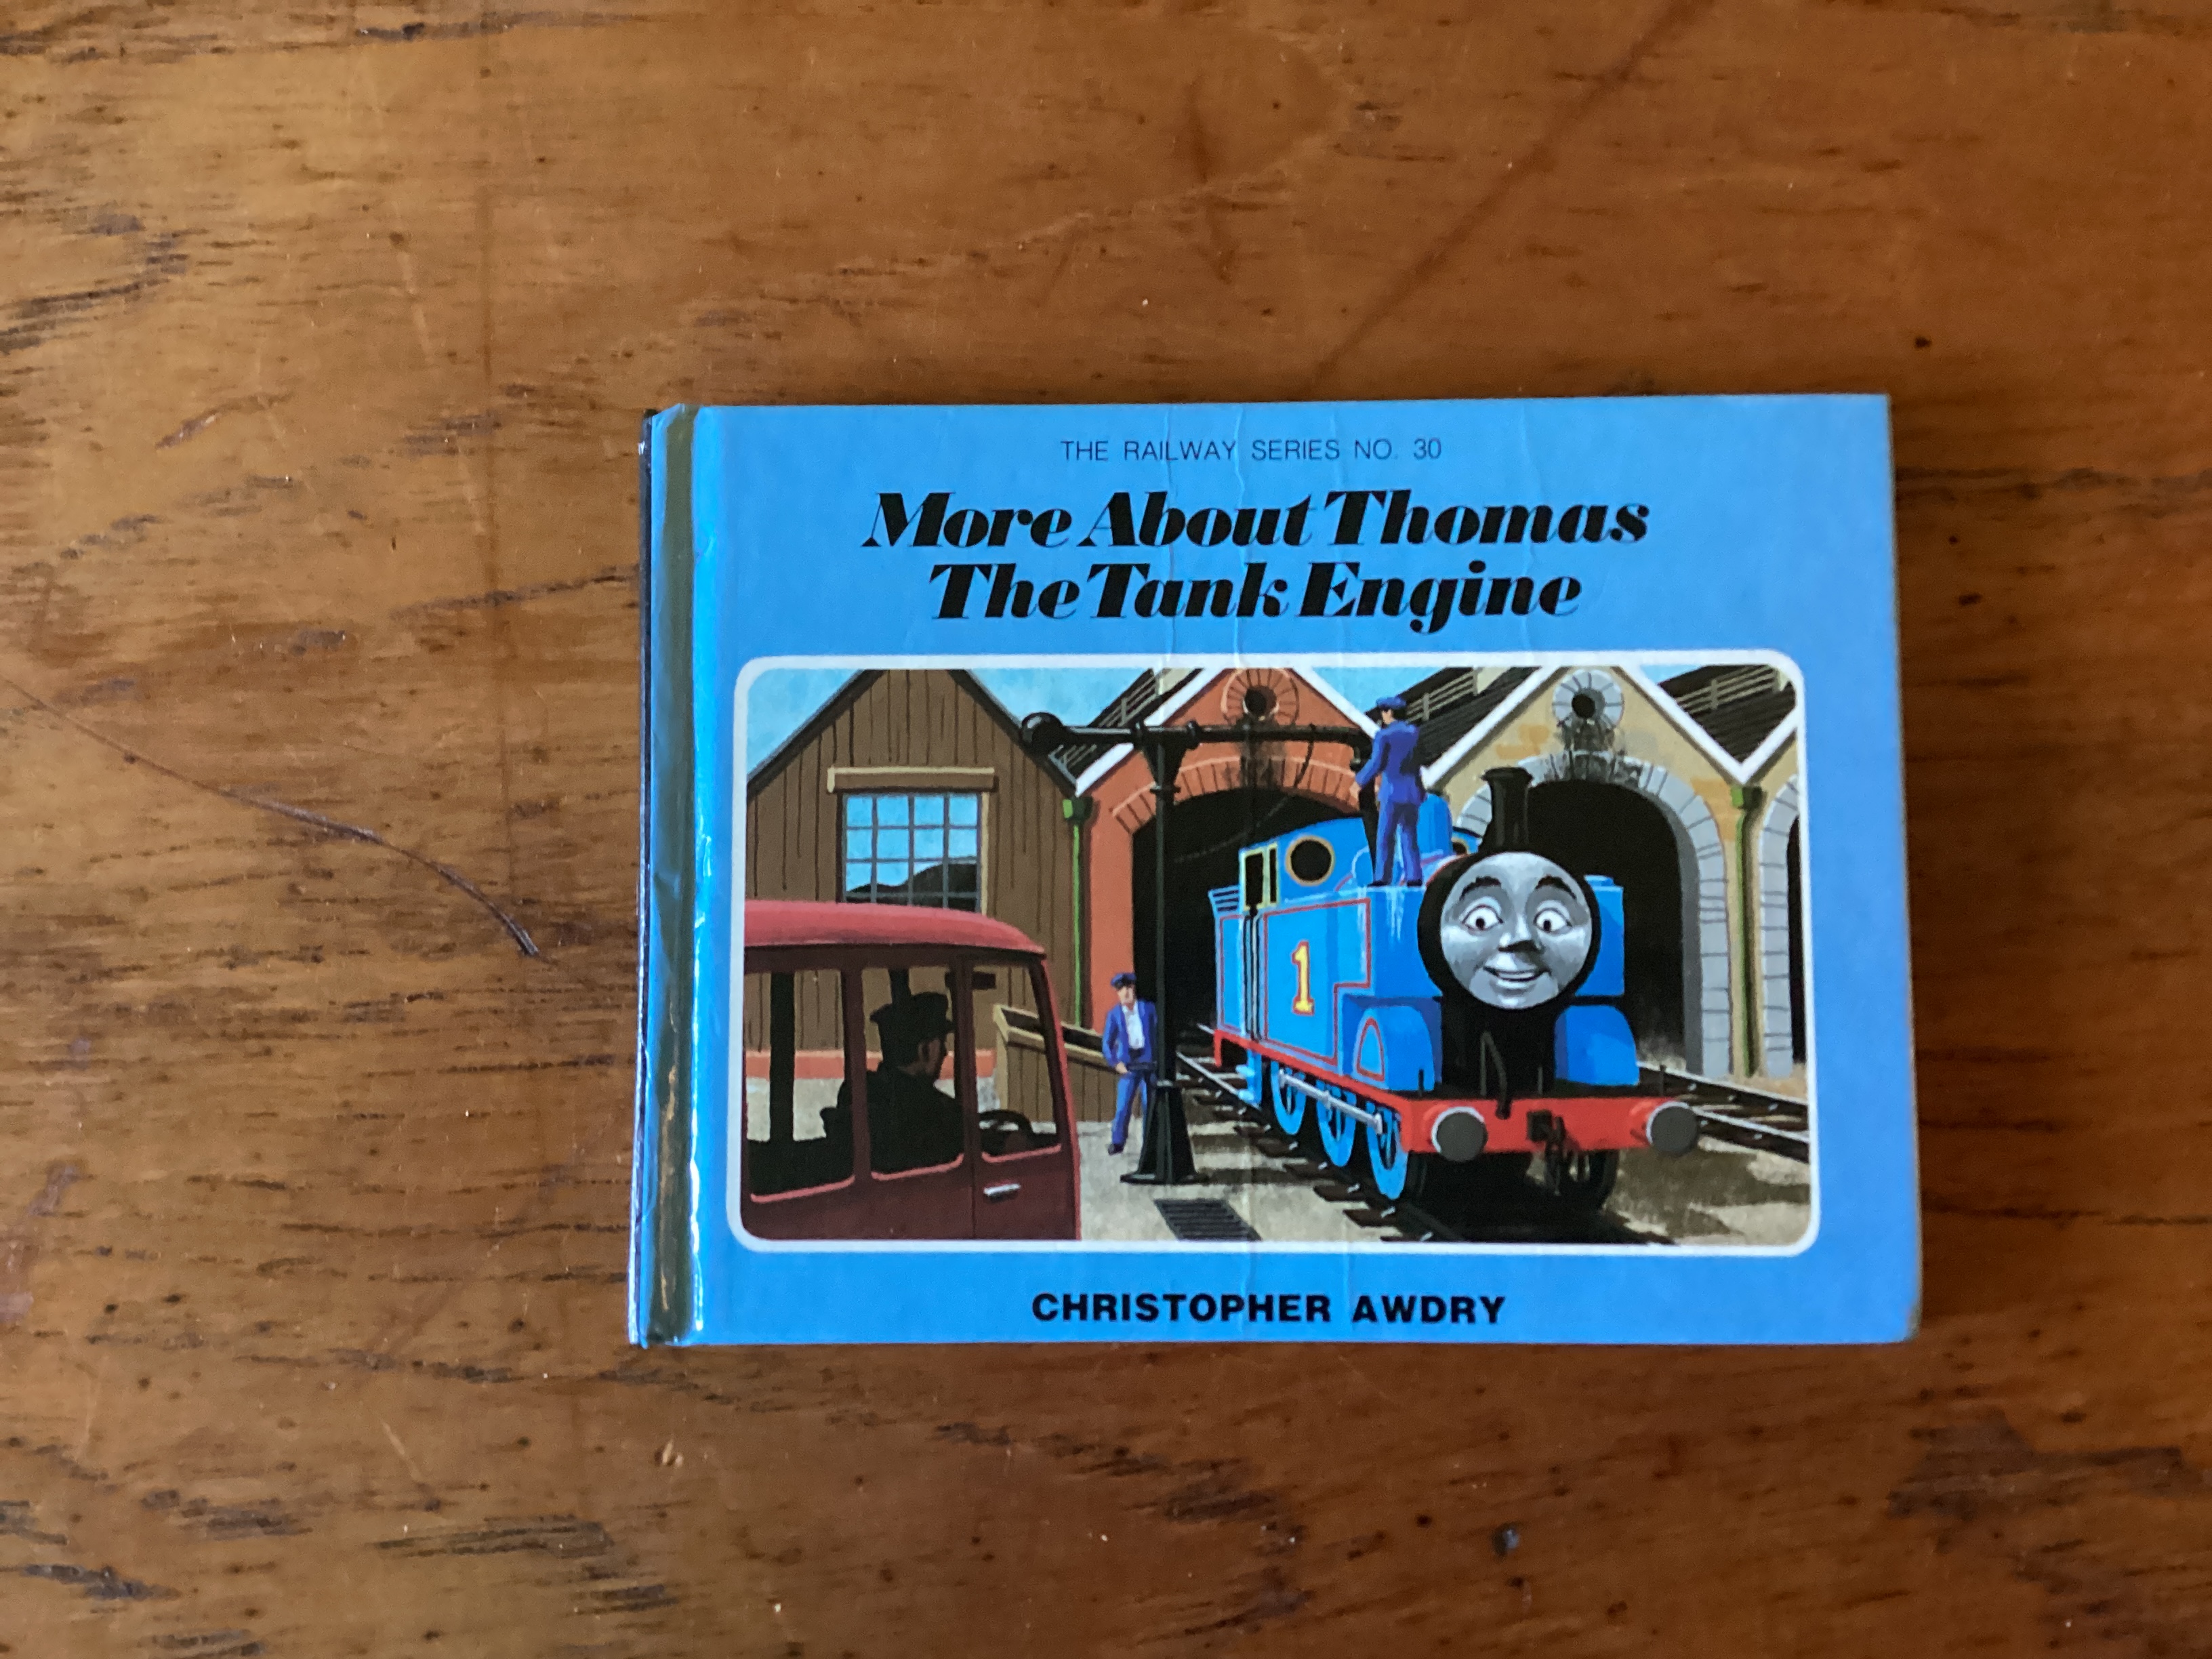 THE RAILWAY SERIES NO. 30
More About Thomas
The Tank Engine
1
CHRISTOPHER AWDRY